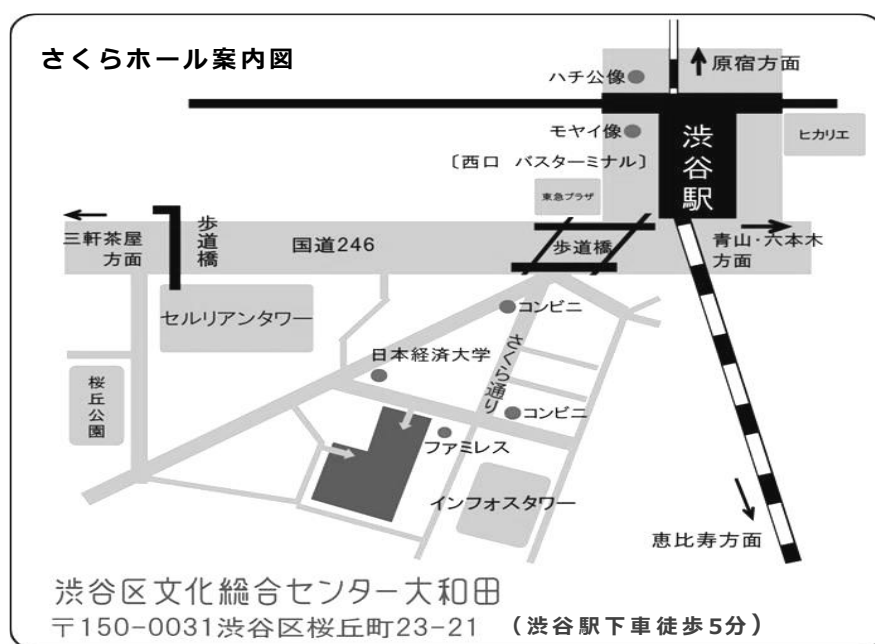 さくらホール案内図
原宿方面
ハチ公像
モヤイ像
渋谷駅
ヒカリエ
〔西口 バスターミナル〕
東急プラザ
三軒茶屋
方面
歩道橋
国道246
歩道橋
青山・六本木
方面
セルリアンタワー
コンビニ
さくら通り
日本経済大学
桜丘公園
コンビニ
ファミレス
インフォスタワー
恵比寿方面
渋谷区文化総合センター大和田
〒150-0031渋谷区桜丘町23-21 (渋谷駅下車徒歩5分)